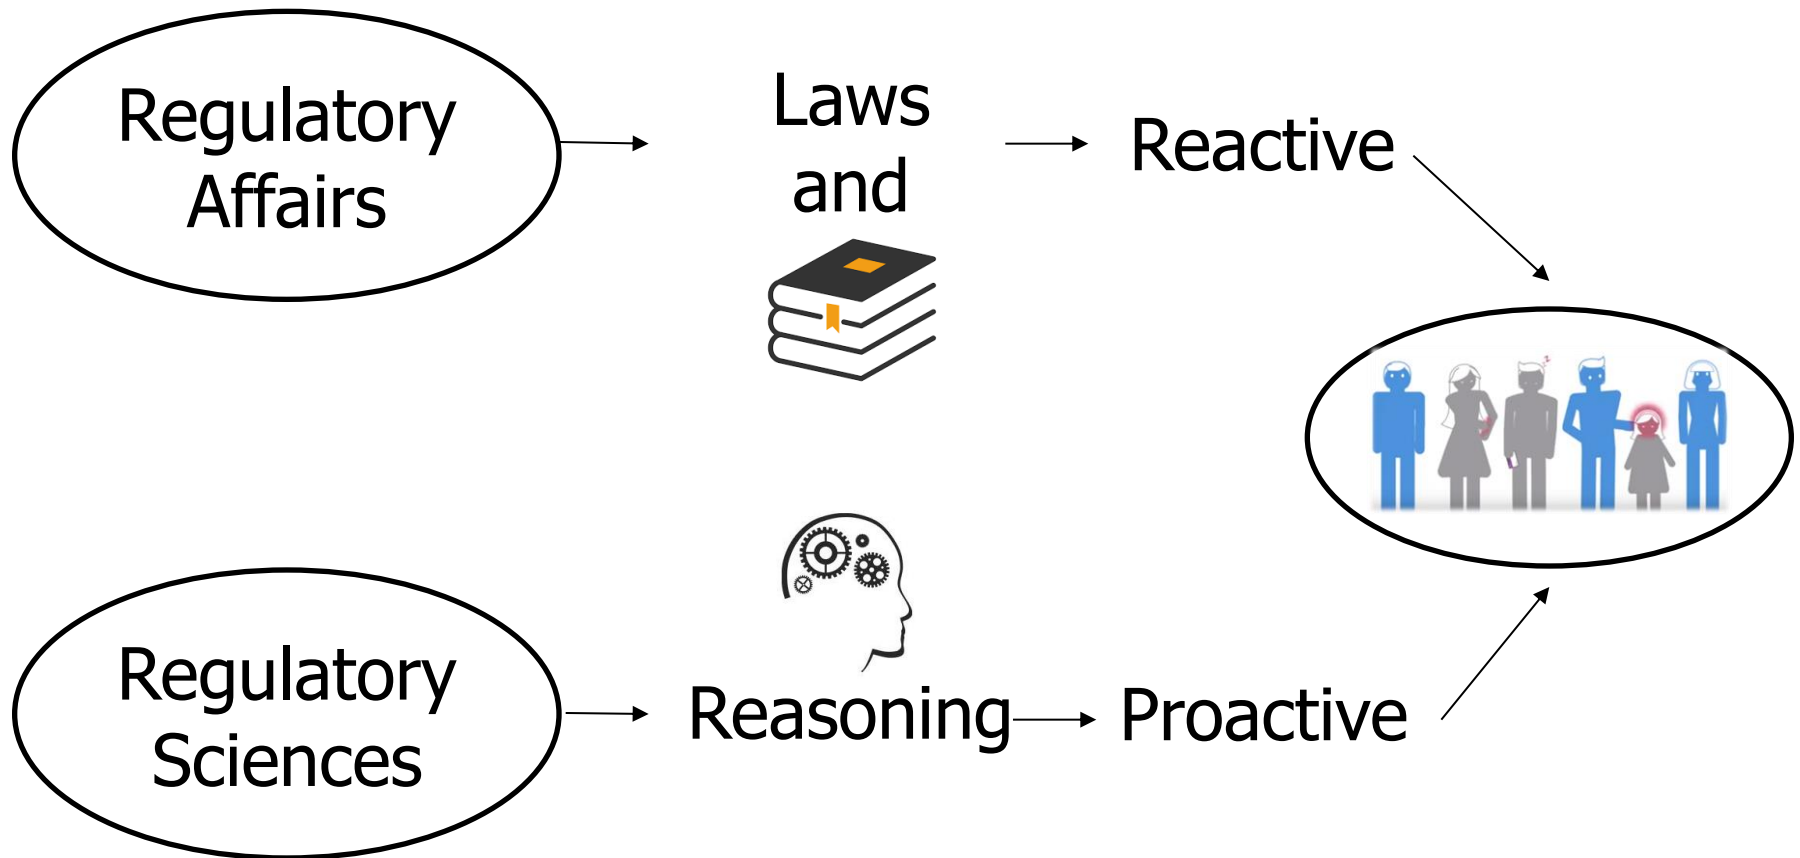 Regulatory
Affairs
Laws
and
Reactive
Regulatory
Sciences
Reasoning
Proactive